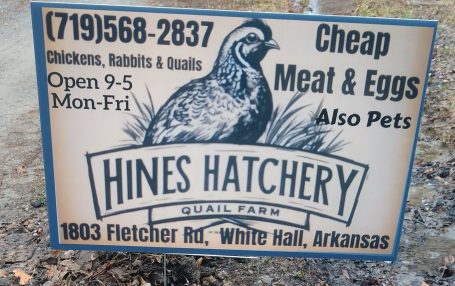 (719)568-2837
Chickens, Rabbits & Quails
Open 9-5
Mon-Fri
Cheap
Meat & Eggs
Also Pets
HINES HATCHERY
QUAIL FARM
1803 Fletcher Rd, White Hall, Arkansas